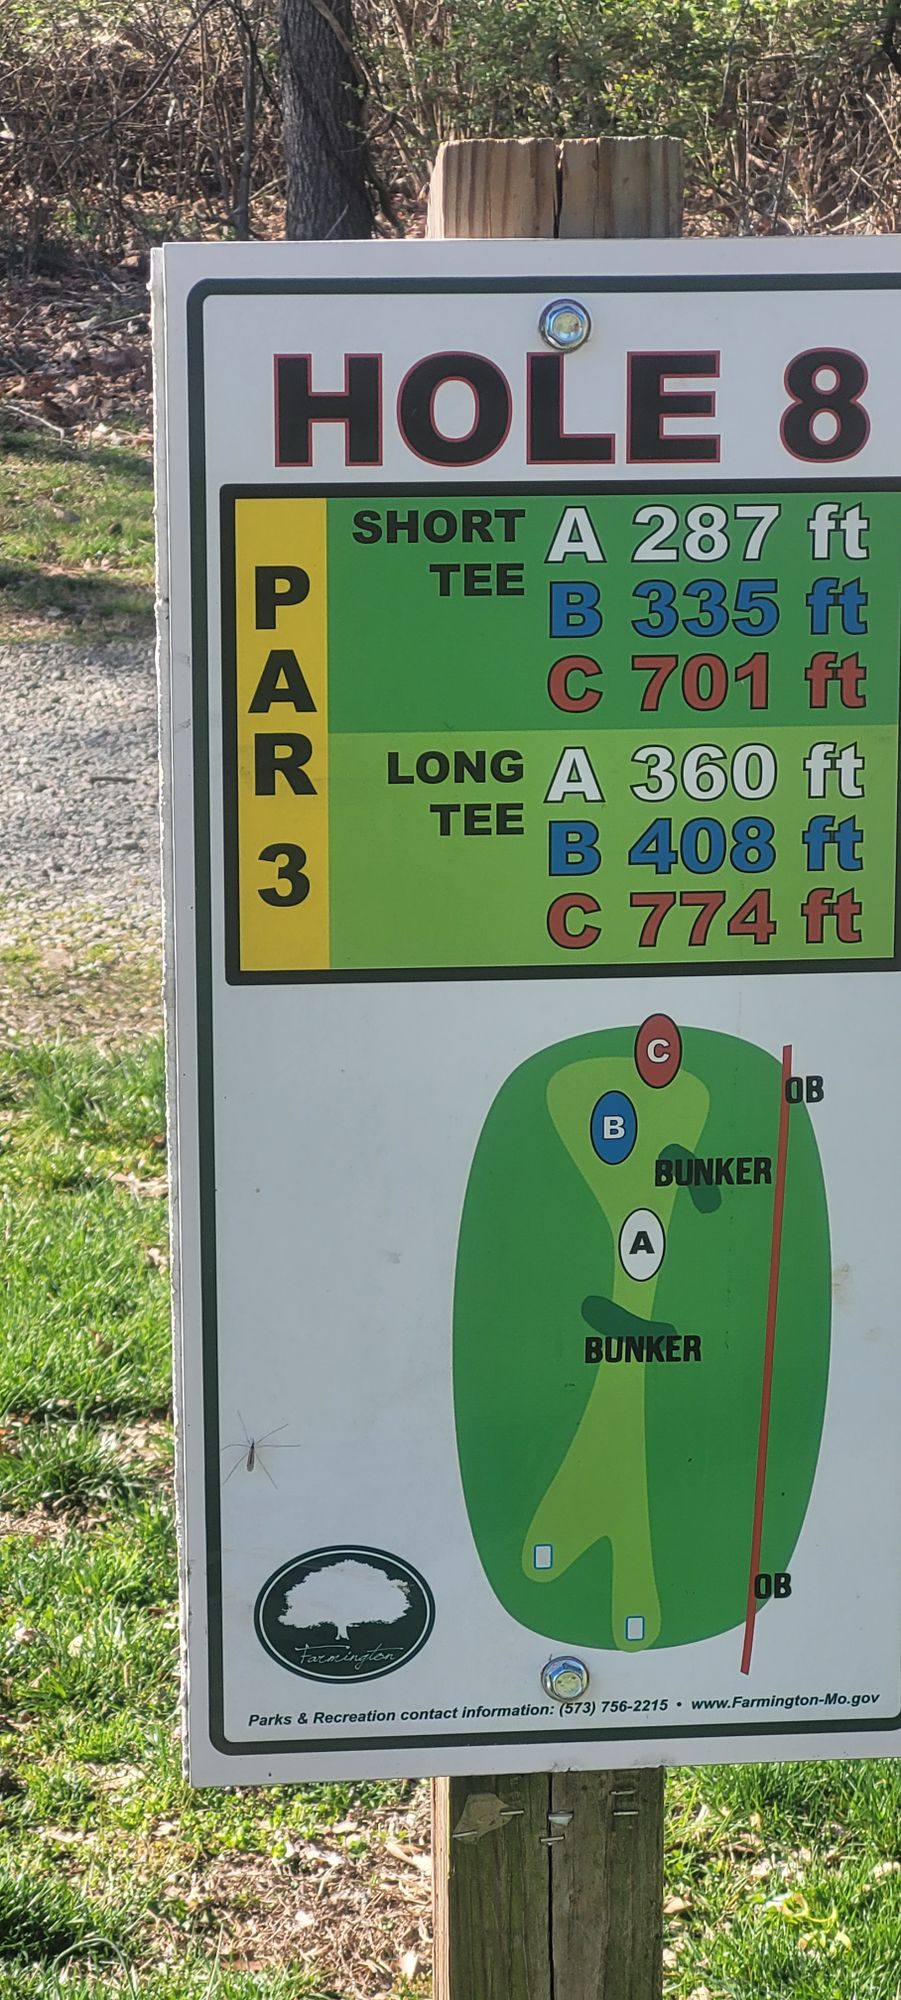 HOLE 8
PAR 3
SHORT TEE
A 287 ft
B 335 ft
C 701 ft
LONG TEE
A 360 ft
B 408 ft
C 774 ft
C
OB
B
BUNKER
A
BUNKER
OB
Farmington
Parks & Recreation contact information: (573) 756-2215 • www.Farmington-Mo.gov